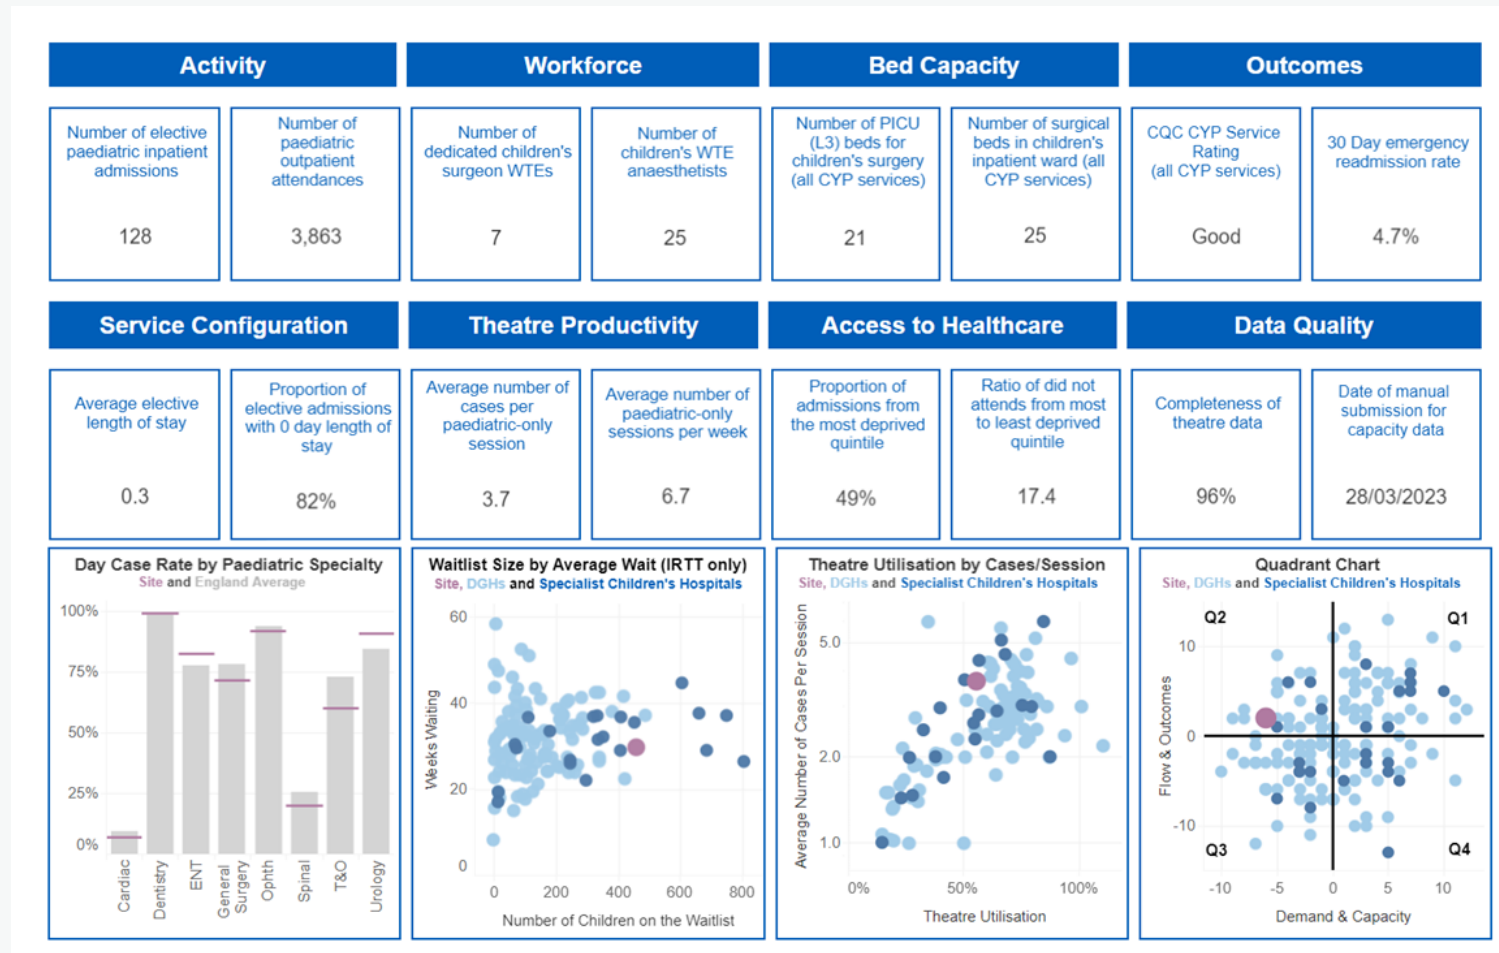 Activity
Workforce
Bed Capacity
Outcomes
Number of elective
paediatric inpatient
admissions
128
Number of
paediatric
outpatient
attendances
3,863
Number of
dedicated children's
surgeon WTEs
7
Number of
children's WTE
anaesthetists
25
Number of PICU
(L3) beds for
children's surgery
(all CYP services)
21
Number of surgical
beds in children's
inpatient ward (all
CYP services)
25
CQC CYP Service
Rating
(all CYP services)
Good
30 Day emergency
readmission rate
4.7%
Service Configuration
Theatre Productivity
Access to Healthcare
Data Quality
Average elective
length of stay
0.3
Proportion of
elective admissions
with 0 day length of
stay
82%
Average number of
cases per
paediatric-only
session
3.7
Average number of
paediatric-only
sessions per week
6.7
Proportion of
admissions from
the most deprived
quintile
49%
Ratio of did not
attends from most
to least deprived
quintile
17.4
Completeness of
theatre data
96%
Date of manual
submission for
capacity data
28/03/2023
Day Case Rate by Paediatric Specialty
Site and England Average
100%
75%
50%
25%
0%
Cardiac
Dentistry
ENT
General
Surgery
Ophth
Spinal
T&O
Urology
Waitlist Size by Average Wait (IRTT only)
Site, DGHs and Specialist Children's Hospitals
Weeks Waiting
60
40
20
0
0 200 400 600 800
Number of Children on the Waitlist
Theatre Utilisation by Cases/Session
Site, DGHs and Specialist Children's Hospitals
Average Number of Cases Per Session
5.0
2.0
1.0
0% 50% 100%
Theatre Utilisation
Quadrant Chart
Site, DGHs and Specialist Children's Hospitals
Q2 Q1
Flow & Outcomes
10
0
-10
Q3 Q4
-10 -5 0 5 10
Demand & Capacity